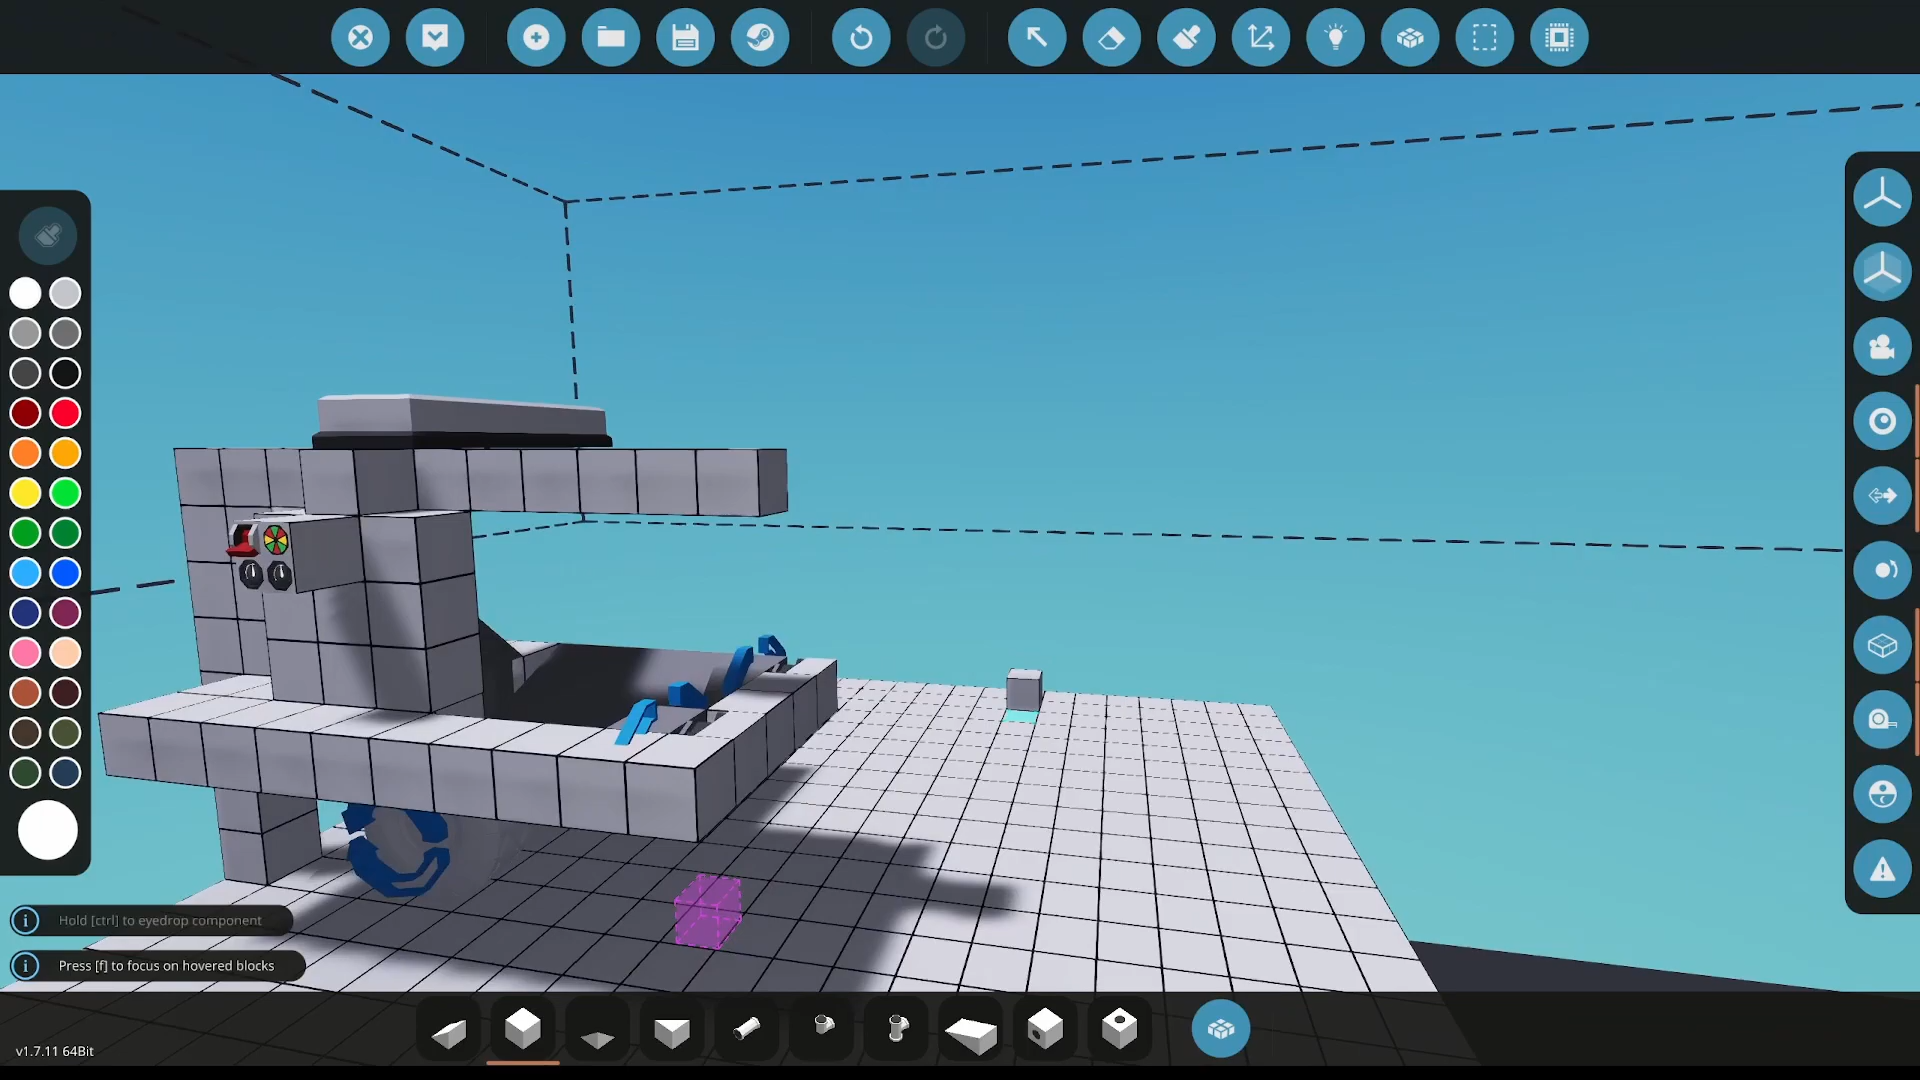 Hold [ctrl] to eyedrop component
Press [f] to focus on hovered blocks
v1.7.11 64Bit